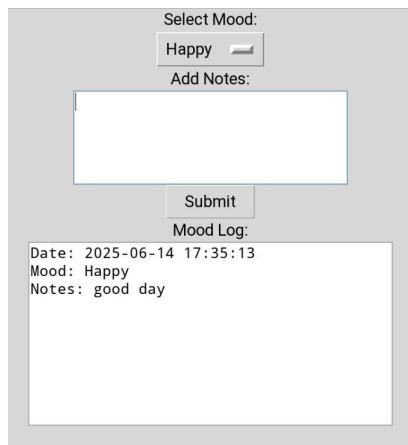 Select Mood:
Happy
Add Notes:
Submit
Mood Log:
Date: 2025-06-14 17:35:13
Mood: Happy
Notes: good day